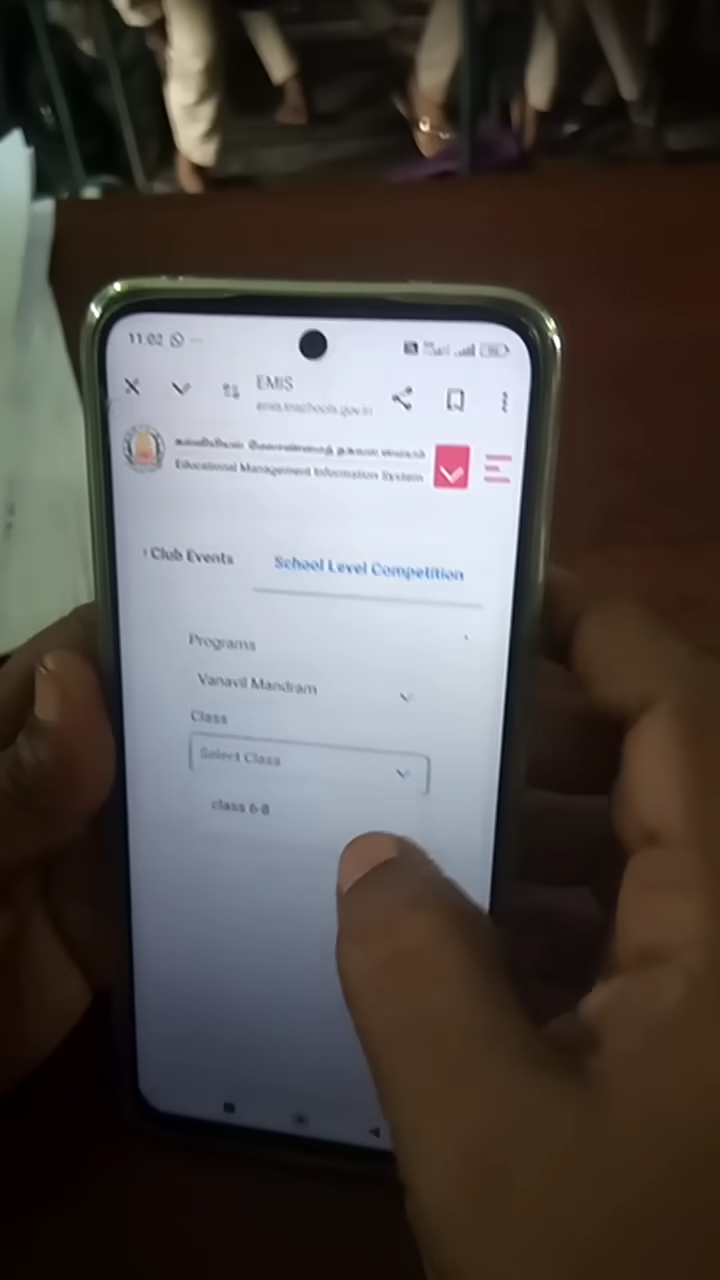 11:02
EMIS
emis.tnschools.gov.in
Educational Management Information System
Club Events
School Level Competition
Programs
Vanavil Mandram
Class
Select Class
class 6-8